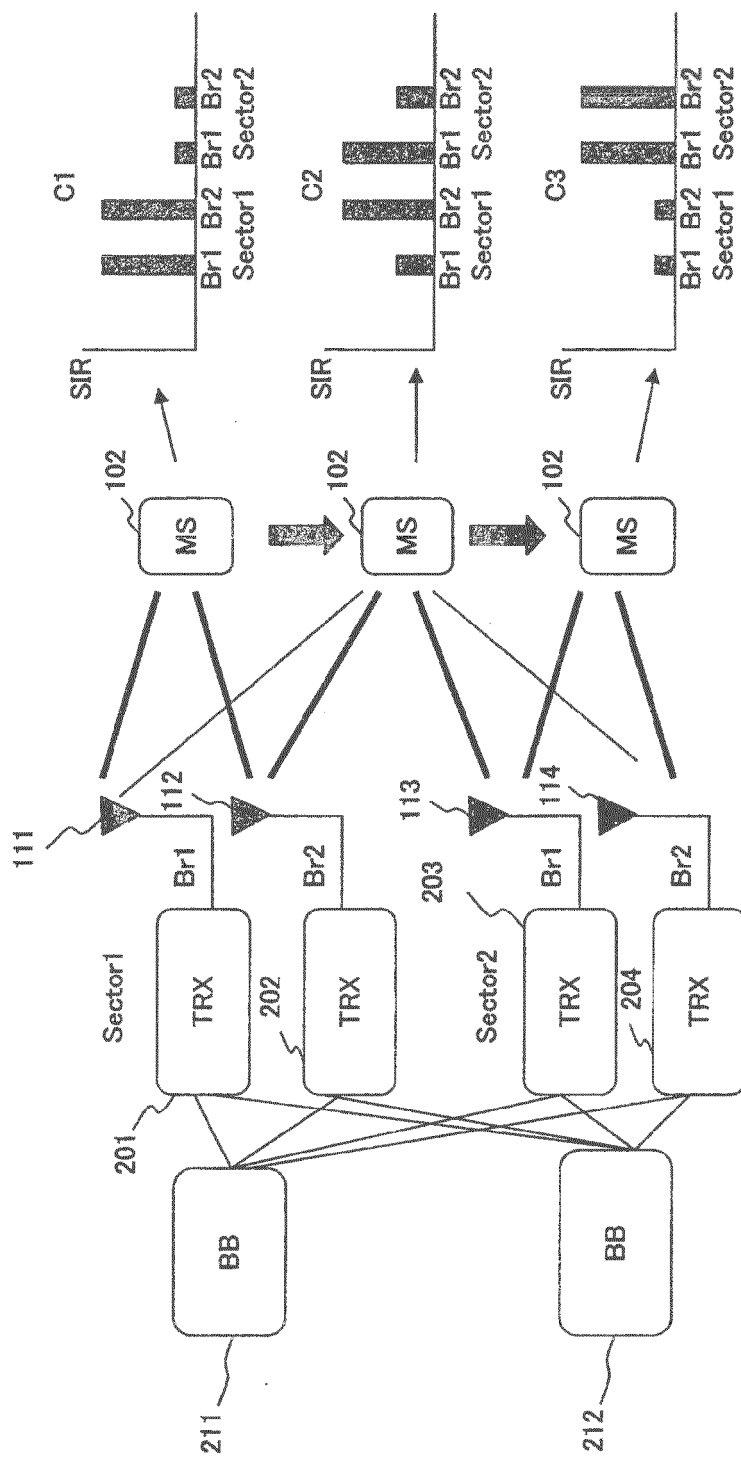 211
BB
212
BB
201
Sector1
TRX
Br1
111
202
TRX
Br2
112
Sector2
TRX
203
Br1
113
204
TRX
Br2
114
102
MS
102
MS
102
MS
SIR
C1
Br1 Br2 Br1 Br2
Sector1 Sector2
SIR
C2
Br1 Br2 Br1 Br2
Sector1 Sector2
SIR
C3
Br1 Br2 Br1 Br2
Sector1 Sector2